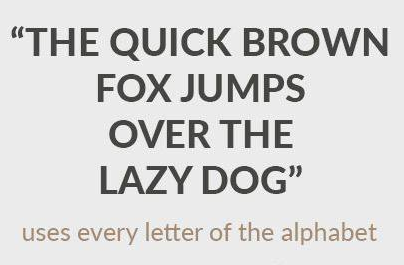 “THE QUICK BROWN
FOX JUMPS
OVER THE
LAZY DOG”
uses every letter of the alphabet